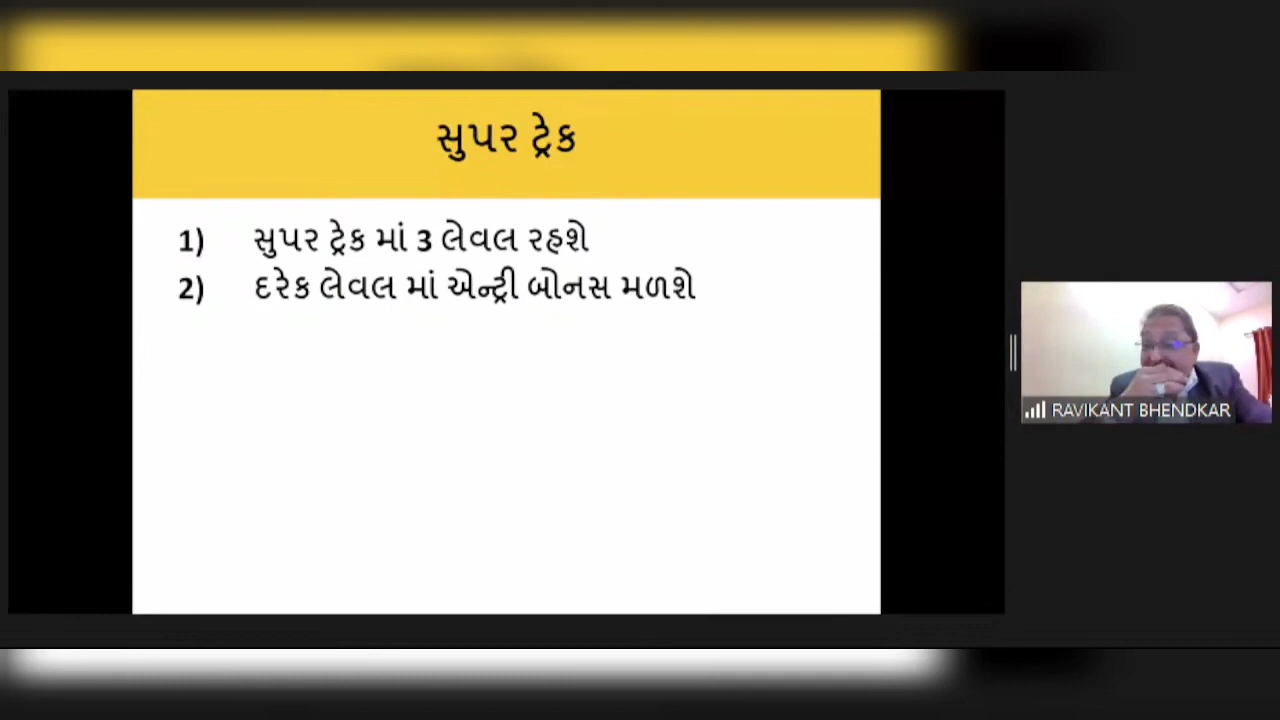 સુપર ટ્રેક
1) સુપર ટ્રેક માં 3 લેવલ રહશે
2) દરેક લેવલ માં એન્ટ્રી બોનસ મળશે
RAVIKANT BHENDKAR